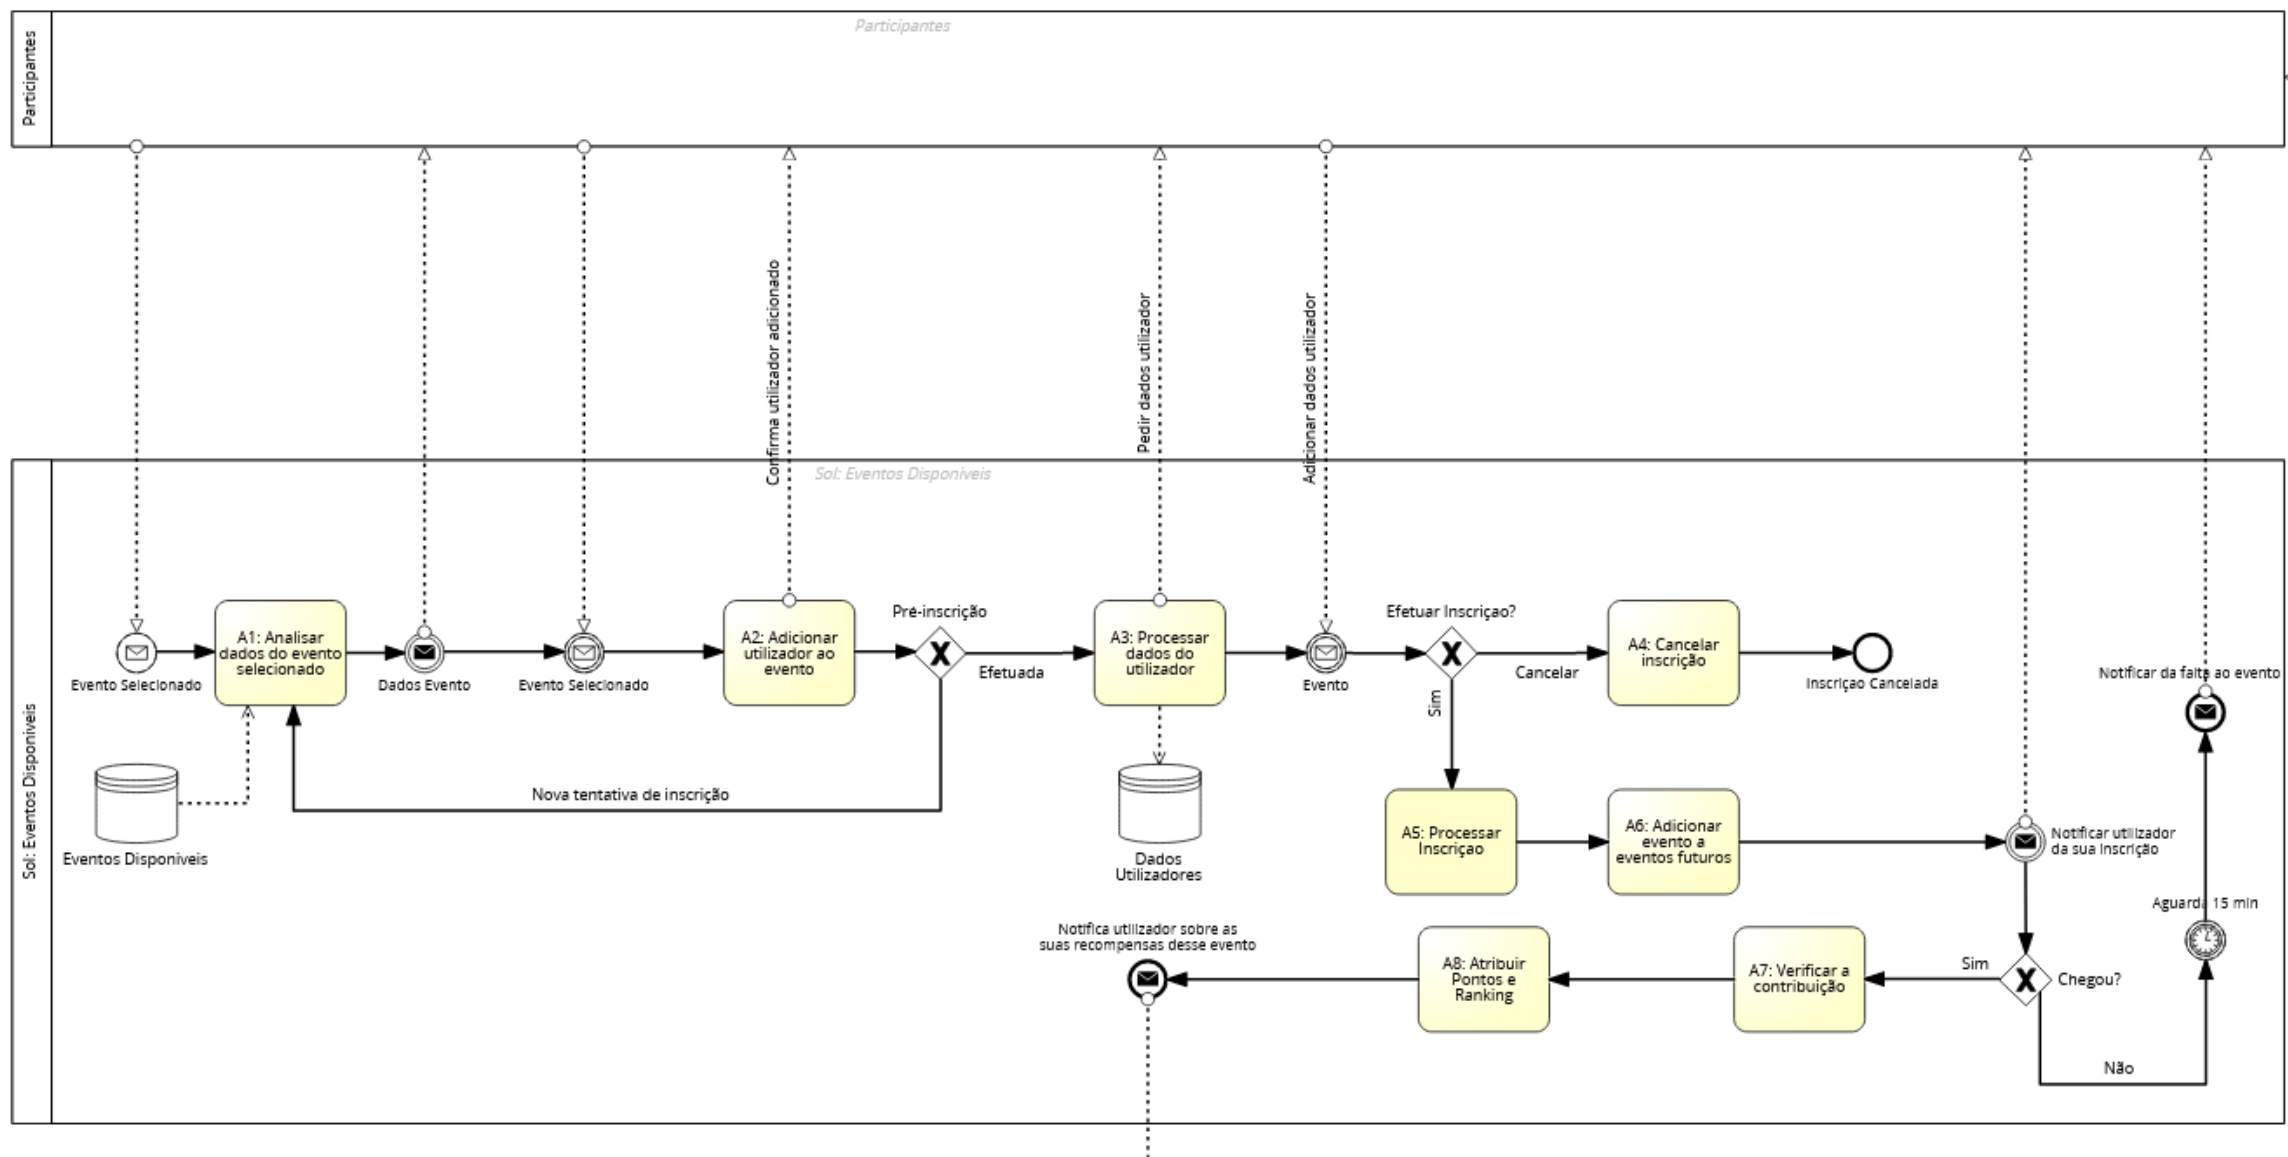 Participantes
Participantes
Confirma utilizador adicionado
Pedir dados utilizador
Adicionar dados utilizador
Sol: Eventos Disponiveis
Sol: Eventos Disponiveis
Evento Selecionado
A1: Analisar
dados do evento
selecionado
Dados Evento
Evento Selecionado
A2: Adicionar
utilizador ao
evento
Pré-inscrição
Efetuada
A3: Processar
dados do
utilizador
Evento
Efetuar Inscriçao?
Cancelar
Sim
A4: Cancelar
inscrição
Inscriçao Cancelada
Notificar da falta ao evento
Eventos Disponiveis
Nova tentativa de inscrição
Dados
Utilizadores
A5: Processar
Inscriçao
A6: Adicionar
evento a
eventos futuros
Notificar utilizador
da sua inscrição
Aguarda 15 min
Notifica utilizador sobre as
suas recompensas desse evento
A8: Atribuir
Pontos e
Ranking
A7: Verificar a
contribuição
Sim
Chegou?
Não